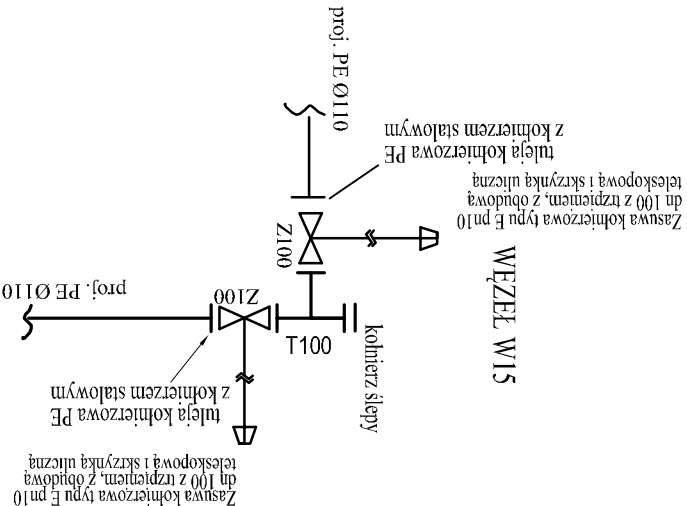 proj. PE Ø110
tuleja kołnierzowa PE
z kołnierzem stalowym
Zasuwa kołnierzowa typu E pn10
dn 100 z trzpieniem, z obudową
teleskopową i skrzynką uliczną
Z100
WĘZEŁ W15
proj. PE Ø110
Z100
T100
kołnierz ślepy
tuleja kołnierzowa PE
z kołnierzem stalowym
Zasuwa kołnierzowa typu E pn10
dn 100 z trzpieniem, z obudową
teleskopową i skrzynką uliczną